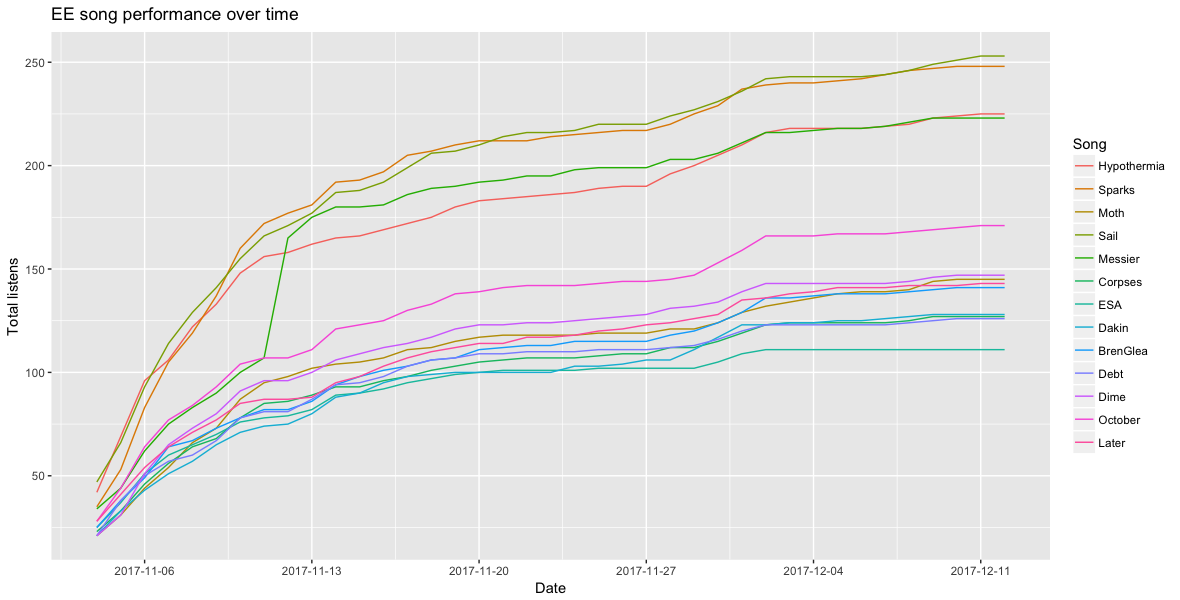 EE song performance over time
Total listens
250
200
150
100
50
2017-11-06
2017-11-13
2017-11-20
2017-11-27
2017-12-04
2017-12-11
Date
Song
Hypothermia
Sparks
Moth
Sail
Messier
Corpses
ESA
Dakin
BrenGlea
Debt
Dime
October
Later